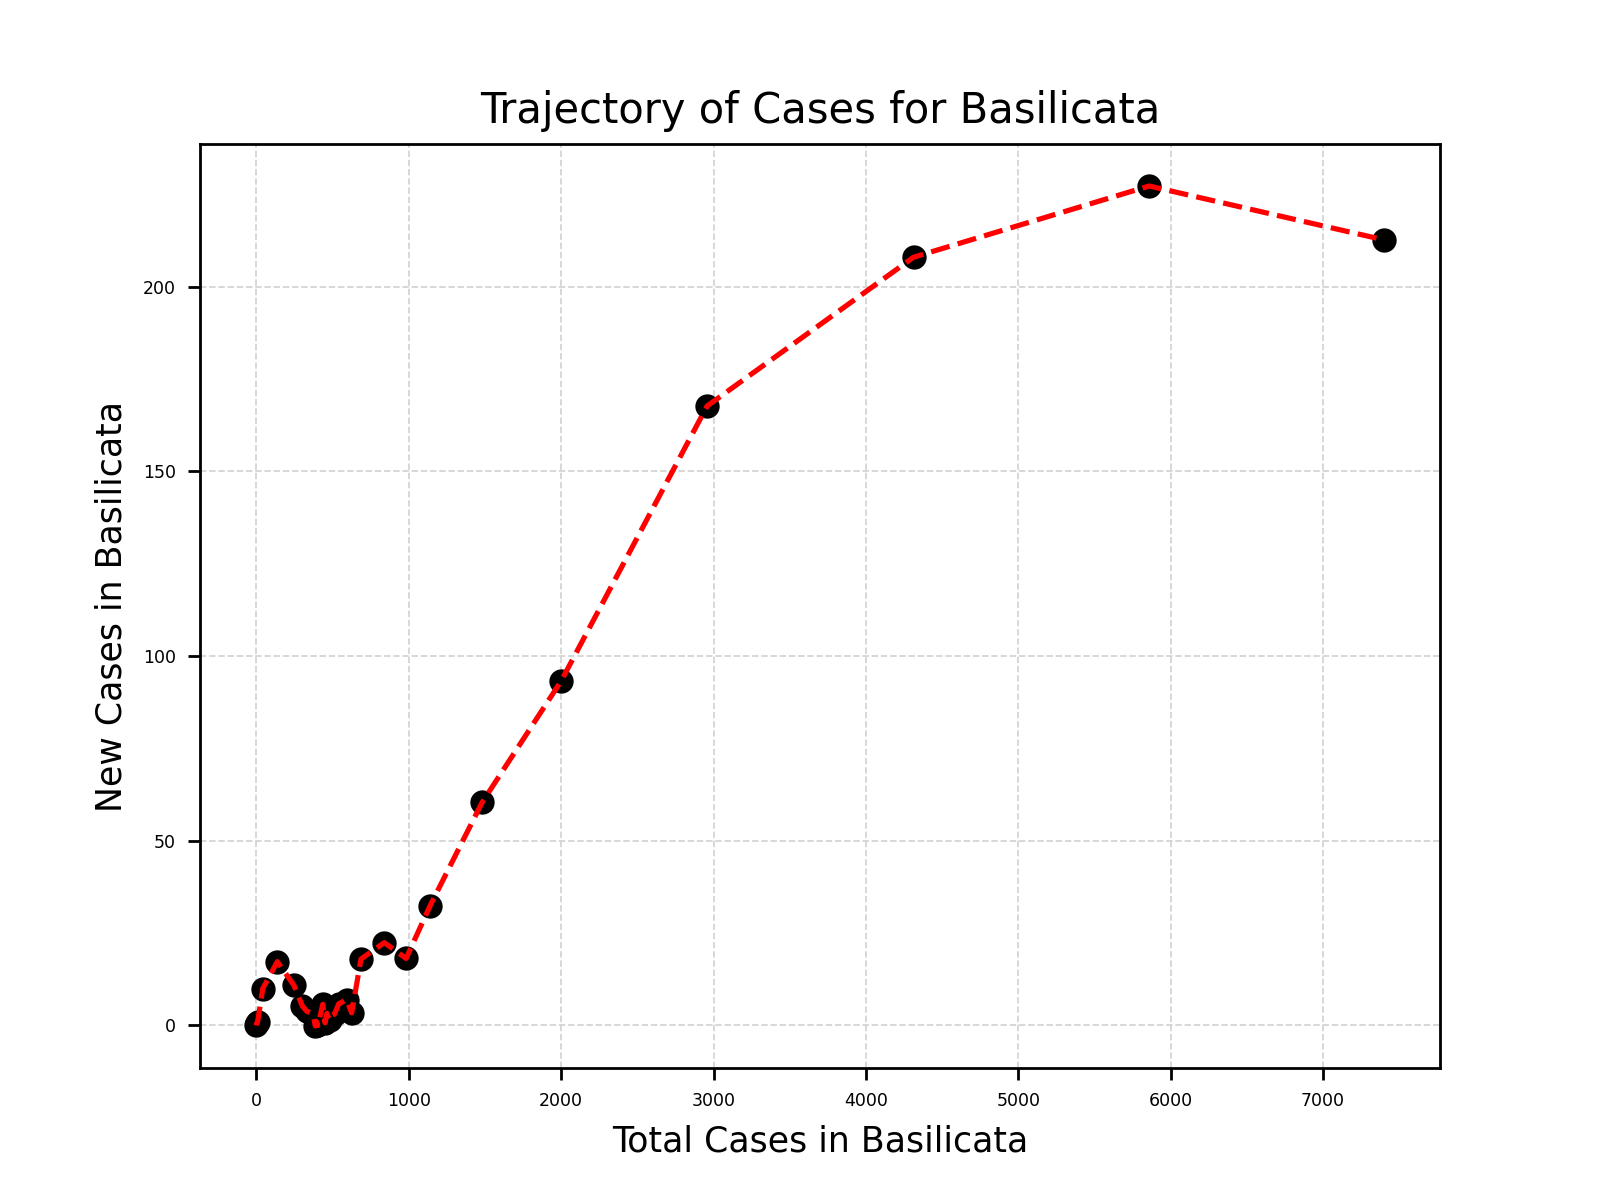 Trajectory of Cases for Basilicata
New Cases in Basilicata
200
150
100
50
0
0 1000 2000 3000 4000 5000 6000 7000
Total Cases in Basilicata